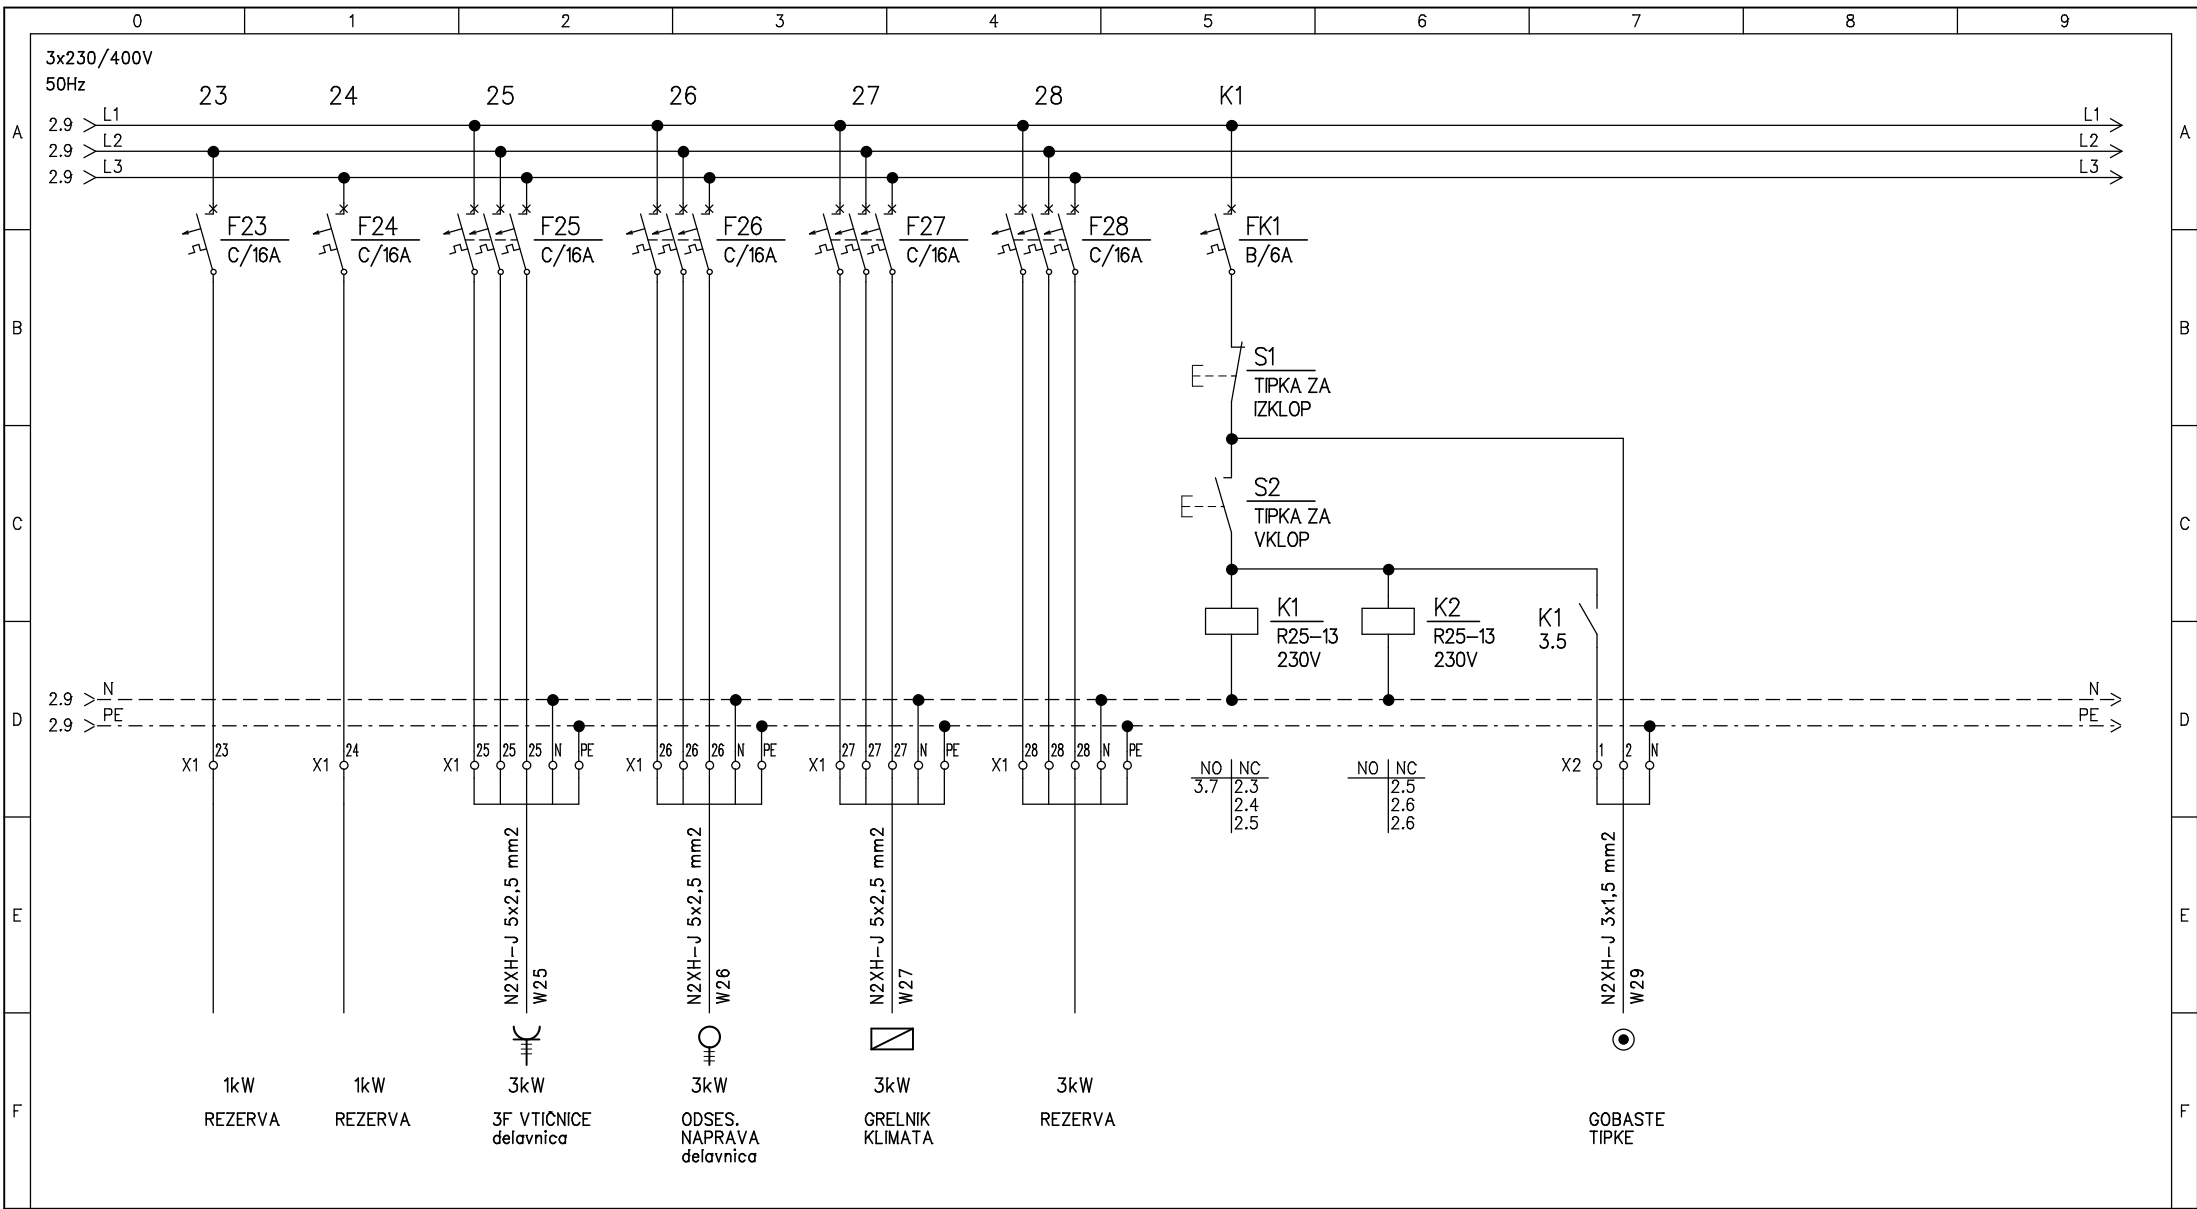 0 1 2 3 4 5 6 7 8 9
3x230/400V
50Hz
23 24 25 26 27 28 K1
2.9 L1 L1
A A
2.9 L2 L2
2.9 L3 L3
F23 F24 F25 F26 F27 F28 FK1
C/16A C/16A C/16A C/16A C/16A C/16A B/6A
B B
S1
TIPKA ZA
IZKLOP
S2
TIPKA ZA
VKLOP
C C
K1 K2 K1
R25-13 R25-13 3.5
230V 230V
2.9 N N
2.9 PE PE
D D
X1 23 X1 24 X1 25 25 25 N PE X1 26 26 26 N PE X1 27 27 27 N PE X1 28 28 28 N PE X2 1 2 N
NO NC NO NC
3.7 2.3 2.5
2.4 2.6
2.5 2.6
N2XH-J 5x2,5 mm2
W25
N2XH-J 5x2,5 mm2
W26
N2XH-J 5x2,5 mm2
W27
N2XH-J 3x1,5 mm2
W29
E E
1kW 1kW 3kW 3kW 3kW 3kW
F F
REZERVA REZERVA 3F VTIČNICE ODSES. GRELNIK REZERVA GOBASTE
delavnica NAPRAVA KLIMATA TIPKE
delavnica